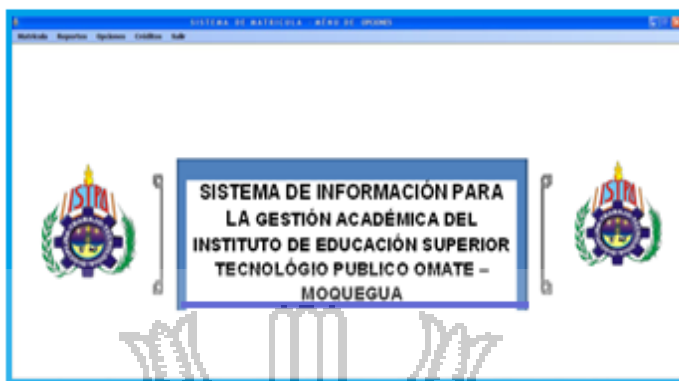 SISTEMA DE MATRICULA - MENU DE OPCIONES
Matrícula Reportes Opciones Créditos Salir
SISTEMA DE INFORMACIÓN PARA
LA GESTIÓN ACADÉMICA DEL
INSTITUTO DE EDUCACIÓN SUPERIOR
TECNOLÓGIO PUBLICO OMATE –
MOQUEGUA